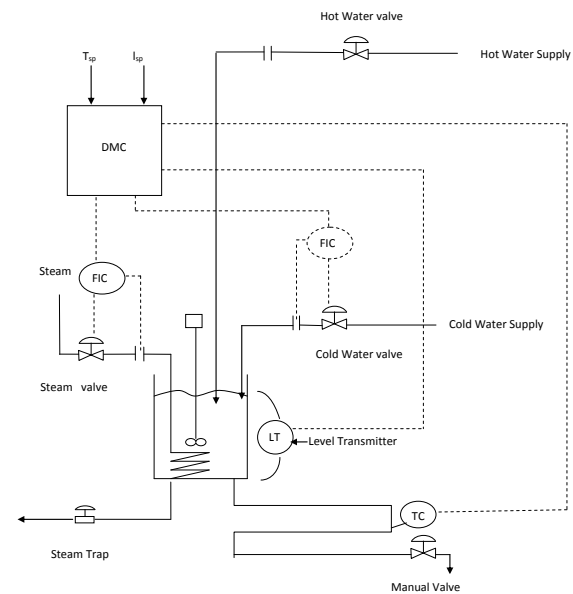 Hot Water valve
Hot Water Supply
Tsp
Isp
DMC
FIC
Steam
FIC
Cold Water Supply
Cold Water valve
Steam valve
LT
Level Transmitter
TC
Steam Trap
Manual Valve